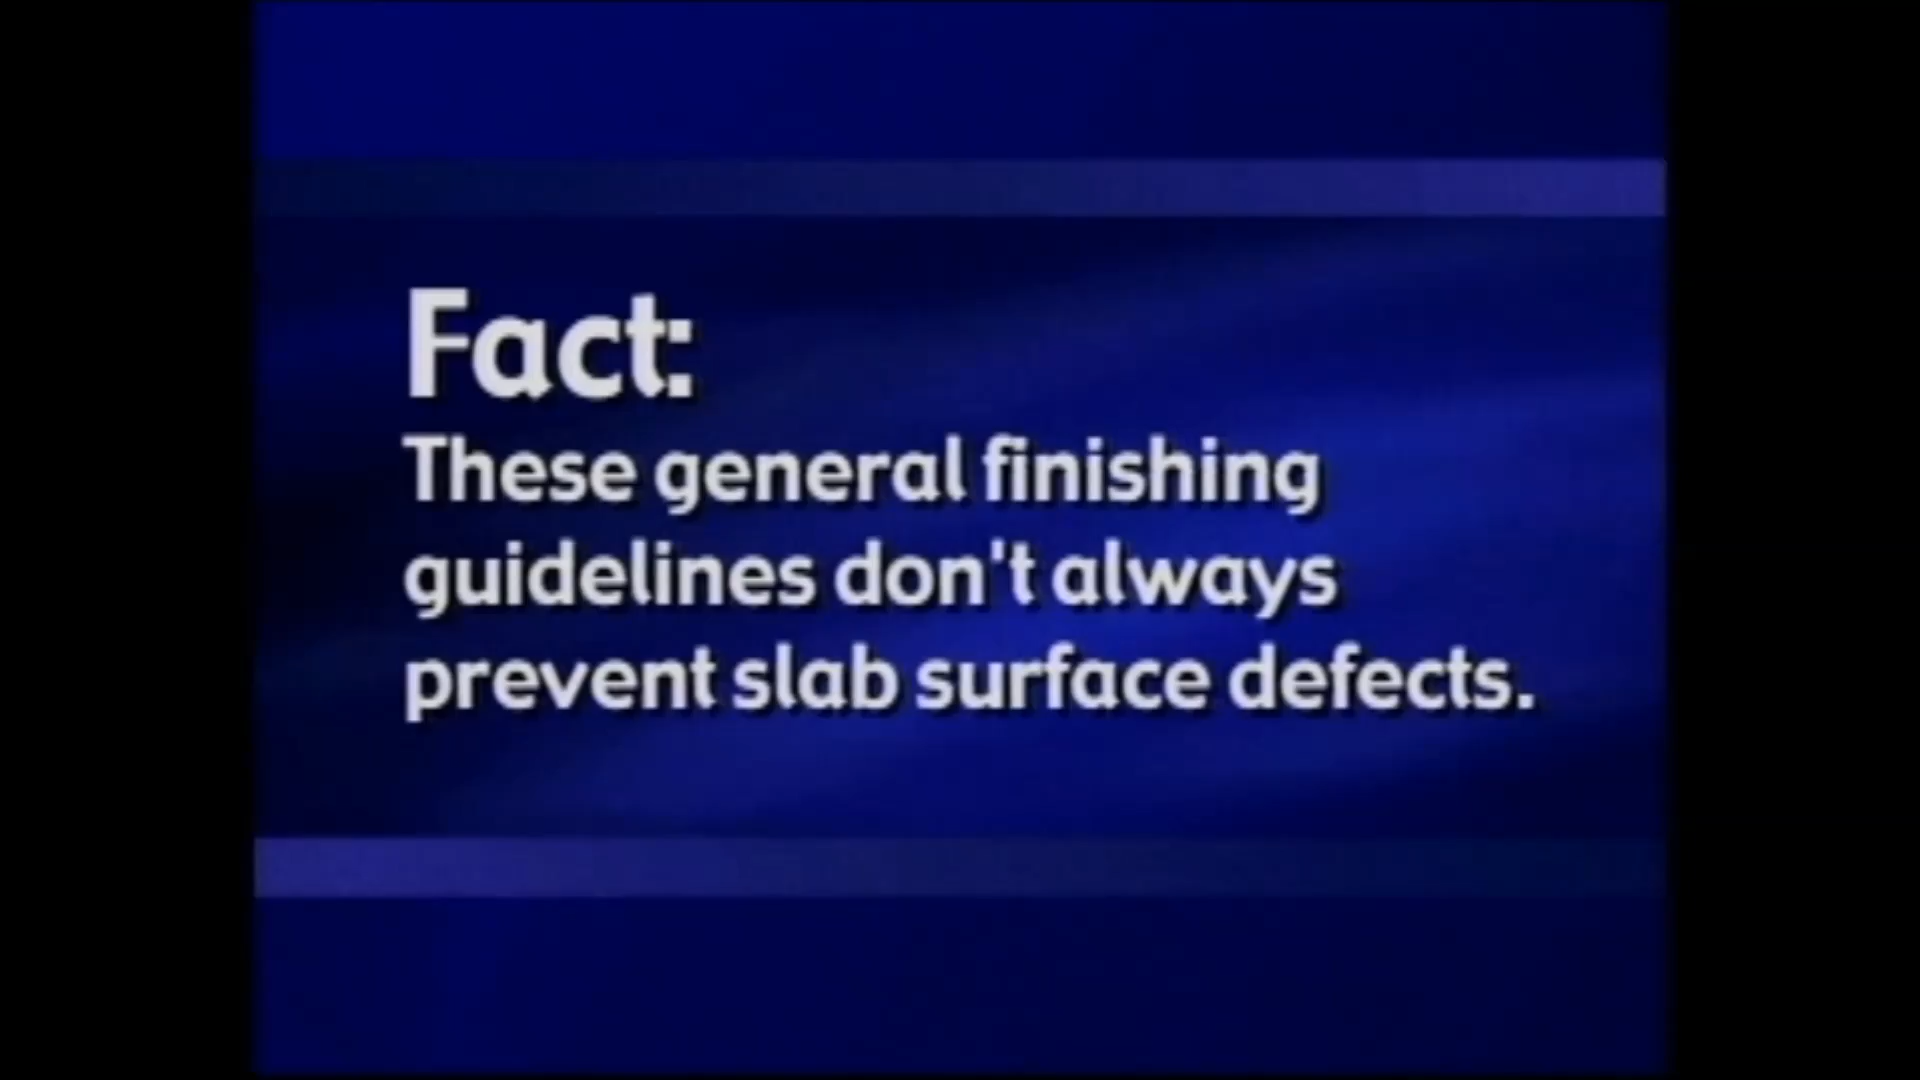 Fact:
These general finishing
guidelines don't always
prevent slab surface defects.